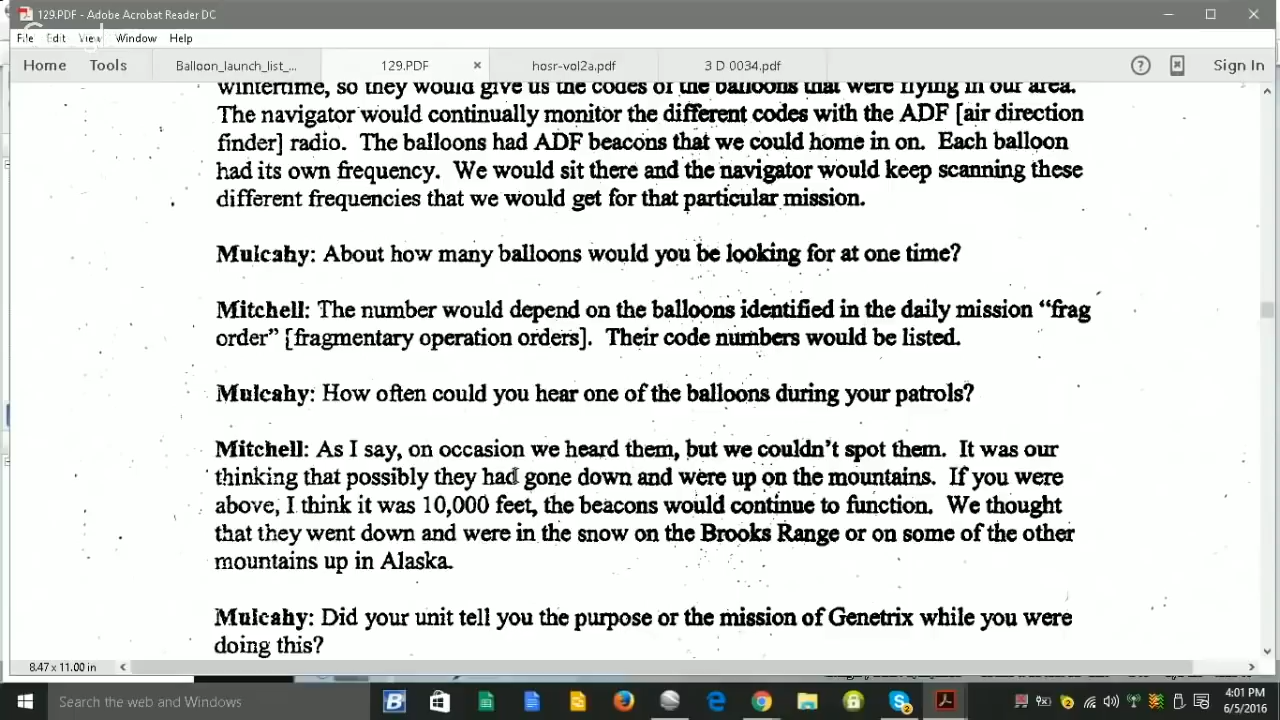 129.PDF - Adobe Acrobat Reader DC
File Edit View Window Help
Google
Home Tools Balloon_launch_list_... 129.PDF × hosr-vol2a.pdf 3 D 0034.pdf Sign In
wintertime, so they would give us the codes of the balloons that were flying in our area.
The navigator would continually monitor the different codes with the ADF [air direction
finder] radio. The balloons had ADF beacons that we could home in on. Each balloon
had its own frequency. We would sit there and the navigator would keep scanning these
different frequencies that we would get for that particular mission.
Mulcahy: About how many balloons would you be looking for at one time?
Mitchell: The number would depend on the balloons identified in the daily mission “frag
order” [fragmentary operation orders]. Their code numbers would be listed.
Mulcahy: How often could you hear one of the balloons during your patrols?
Mitchell: As I say, on occasion we heard them, but we couldn’t spot them. It was our
thinking that possibly they had gone down and were up on the mountains. If you were
above, I think it was 10,000 feet, the beacons would continue to function. We thought
that they went down and were in the snow on the Brooks Range or on some of the other
mountains up in Alaska.
Mulcahy: Did your unit tell you the purpose or the mission of Genetrix while you were
doing this?
8.47 x 11.00 in
Search the web and Windows
4:01 PM
6/5/2016